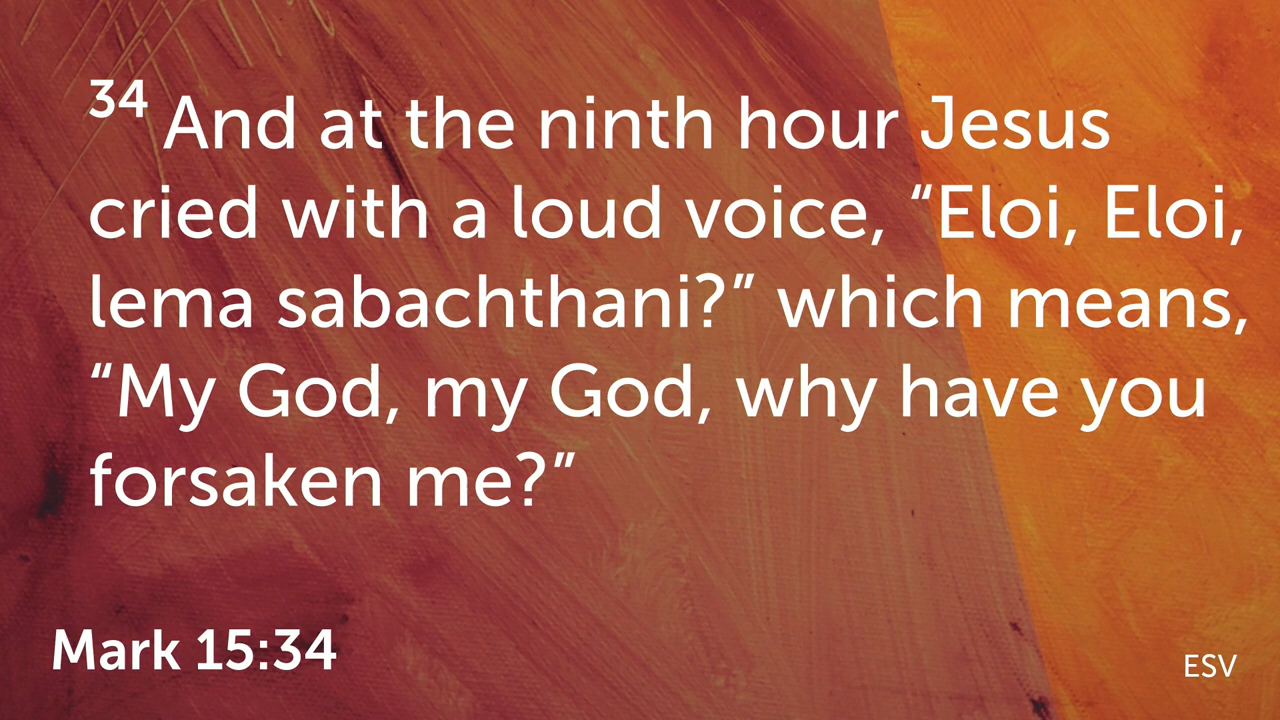 34 And at the ninth hour Jesus
cried with a loud voice, “Eloi, Eloi,
lema sabachthani?” which means,
“My God, my God, why have you
forsaken me?”
Mark 15:34
ESV